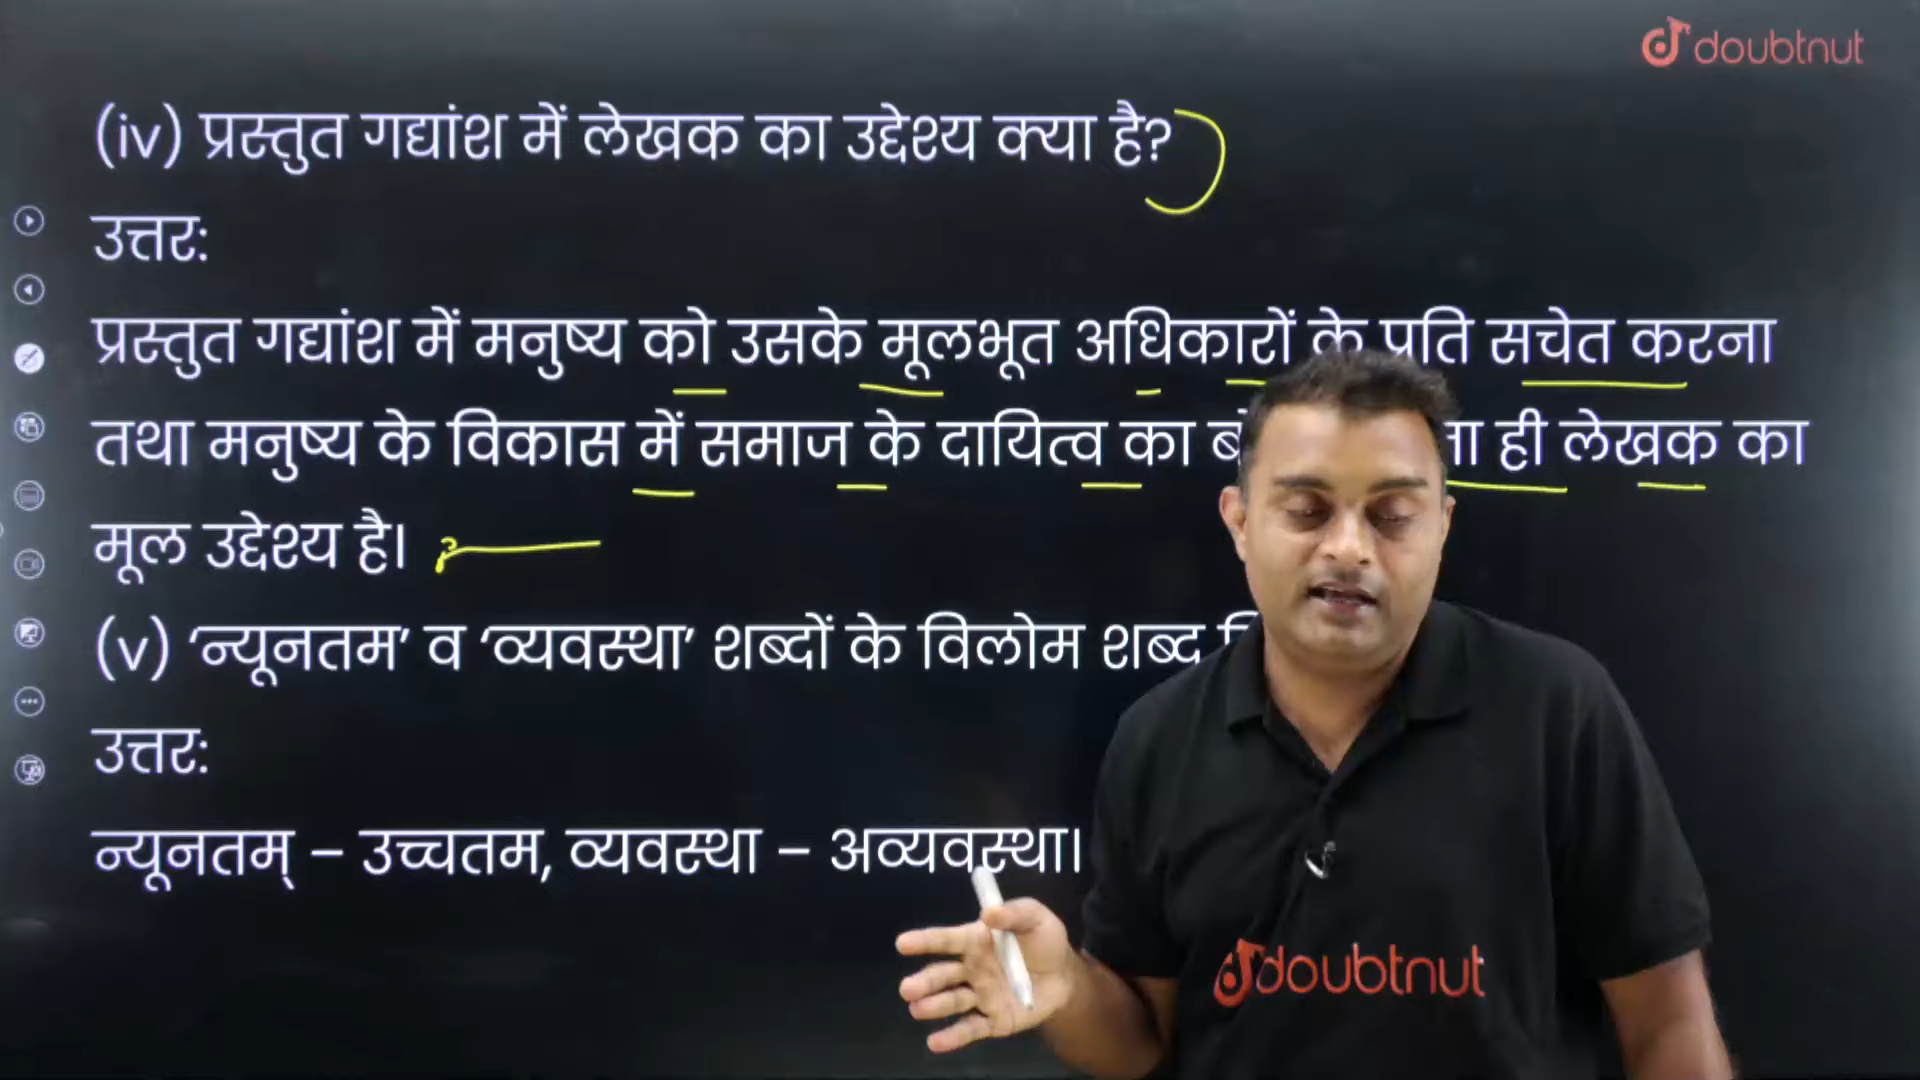 doubtnut
(iv) प्रस्तुत गद्यांश में लेखक का उद्देश्य क्या है?
उत्तर:
प्रस्तुत गद्यांश में मनुष्य को उसके मूलभूत अधिकारों के प्रति सचेत करना
तथा मनुष्य के विकास में समाज के दायित्व का ही लेखक का
मूल उद्देश्य है।
(v) ‘न्यूनतम’ व ‘व्यवस्था’ शब्दों के विलोम शब्द
उत्तर:
न्यूनतम् – उच्चतम, व्यवस्था – अव्यवस्था।
doubtnut